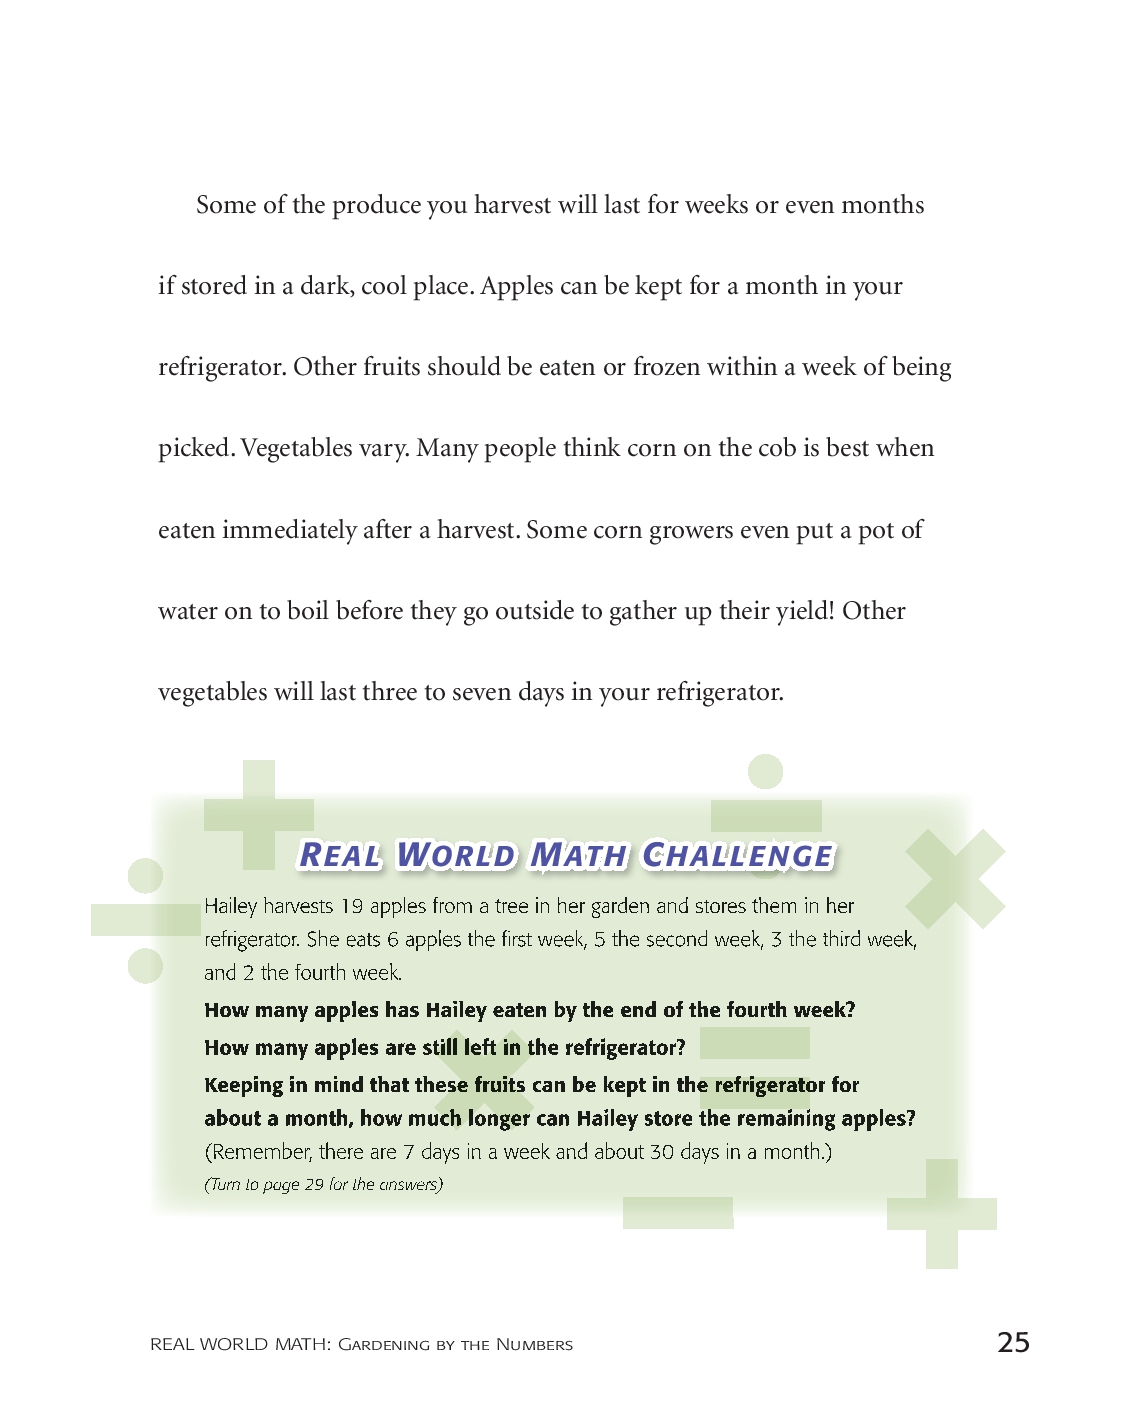 Some of the produce you harvest will last for weeks or even months
if stored in a dark, cool place. Apples can be kept for a month in your
refrigerator. Other fruits should be eaten or frozen within a week of being
picked. Vegetables vary. Many people think corn on the cob is best when
eaten immediately after a harvest. Some corn growers even put a pot of
water on to boil before they go outside to gather up their yield! Other
vegetables will last three to seven days in your refrigerator.
REAL WORLD MATH CHALLENGE
Hailey harvests 19 apples from a tree in her garden and stores them in her
refrigerator. She eats 6 apples the first week, 5 the second week, 3 the third week,
and 2 the fourth week.
How many apples has Hailey eaten by the end of the fourth week?
How many apples are still left in the refrigerator?
Keeping in mind that these fruits can be kept in the refrigerator for
about a month, how much longer can Hailey store the remaining apples?
(Remember, there are 7 days in a week and about 30 days in a month.)
(Turn to page 29 for the answers)
REAL WORLD MATH: GARDENING BY THE NUMBERS
25